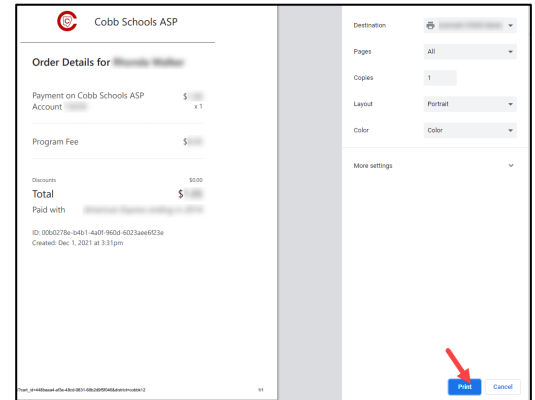 Cobb Schools ASP
Order Details for
Payment on Cobb Schools ASP $
Account x 1
Program Fee $
Discounts $0.00
Total $
Paid with
ID: 00b0278e-b4b1-4a0f-960d-6023aee6f23e
Created: Dec 1, 2021 at 3:31pm
1/1
Destination
Pages All
Copies 1
Layout Portrait
Color Color
More settings
Print Cancel